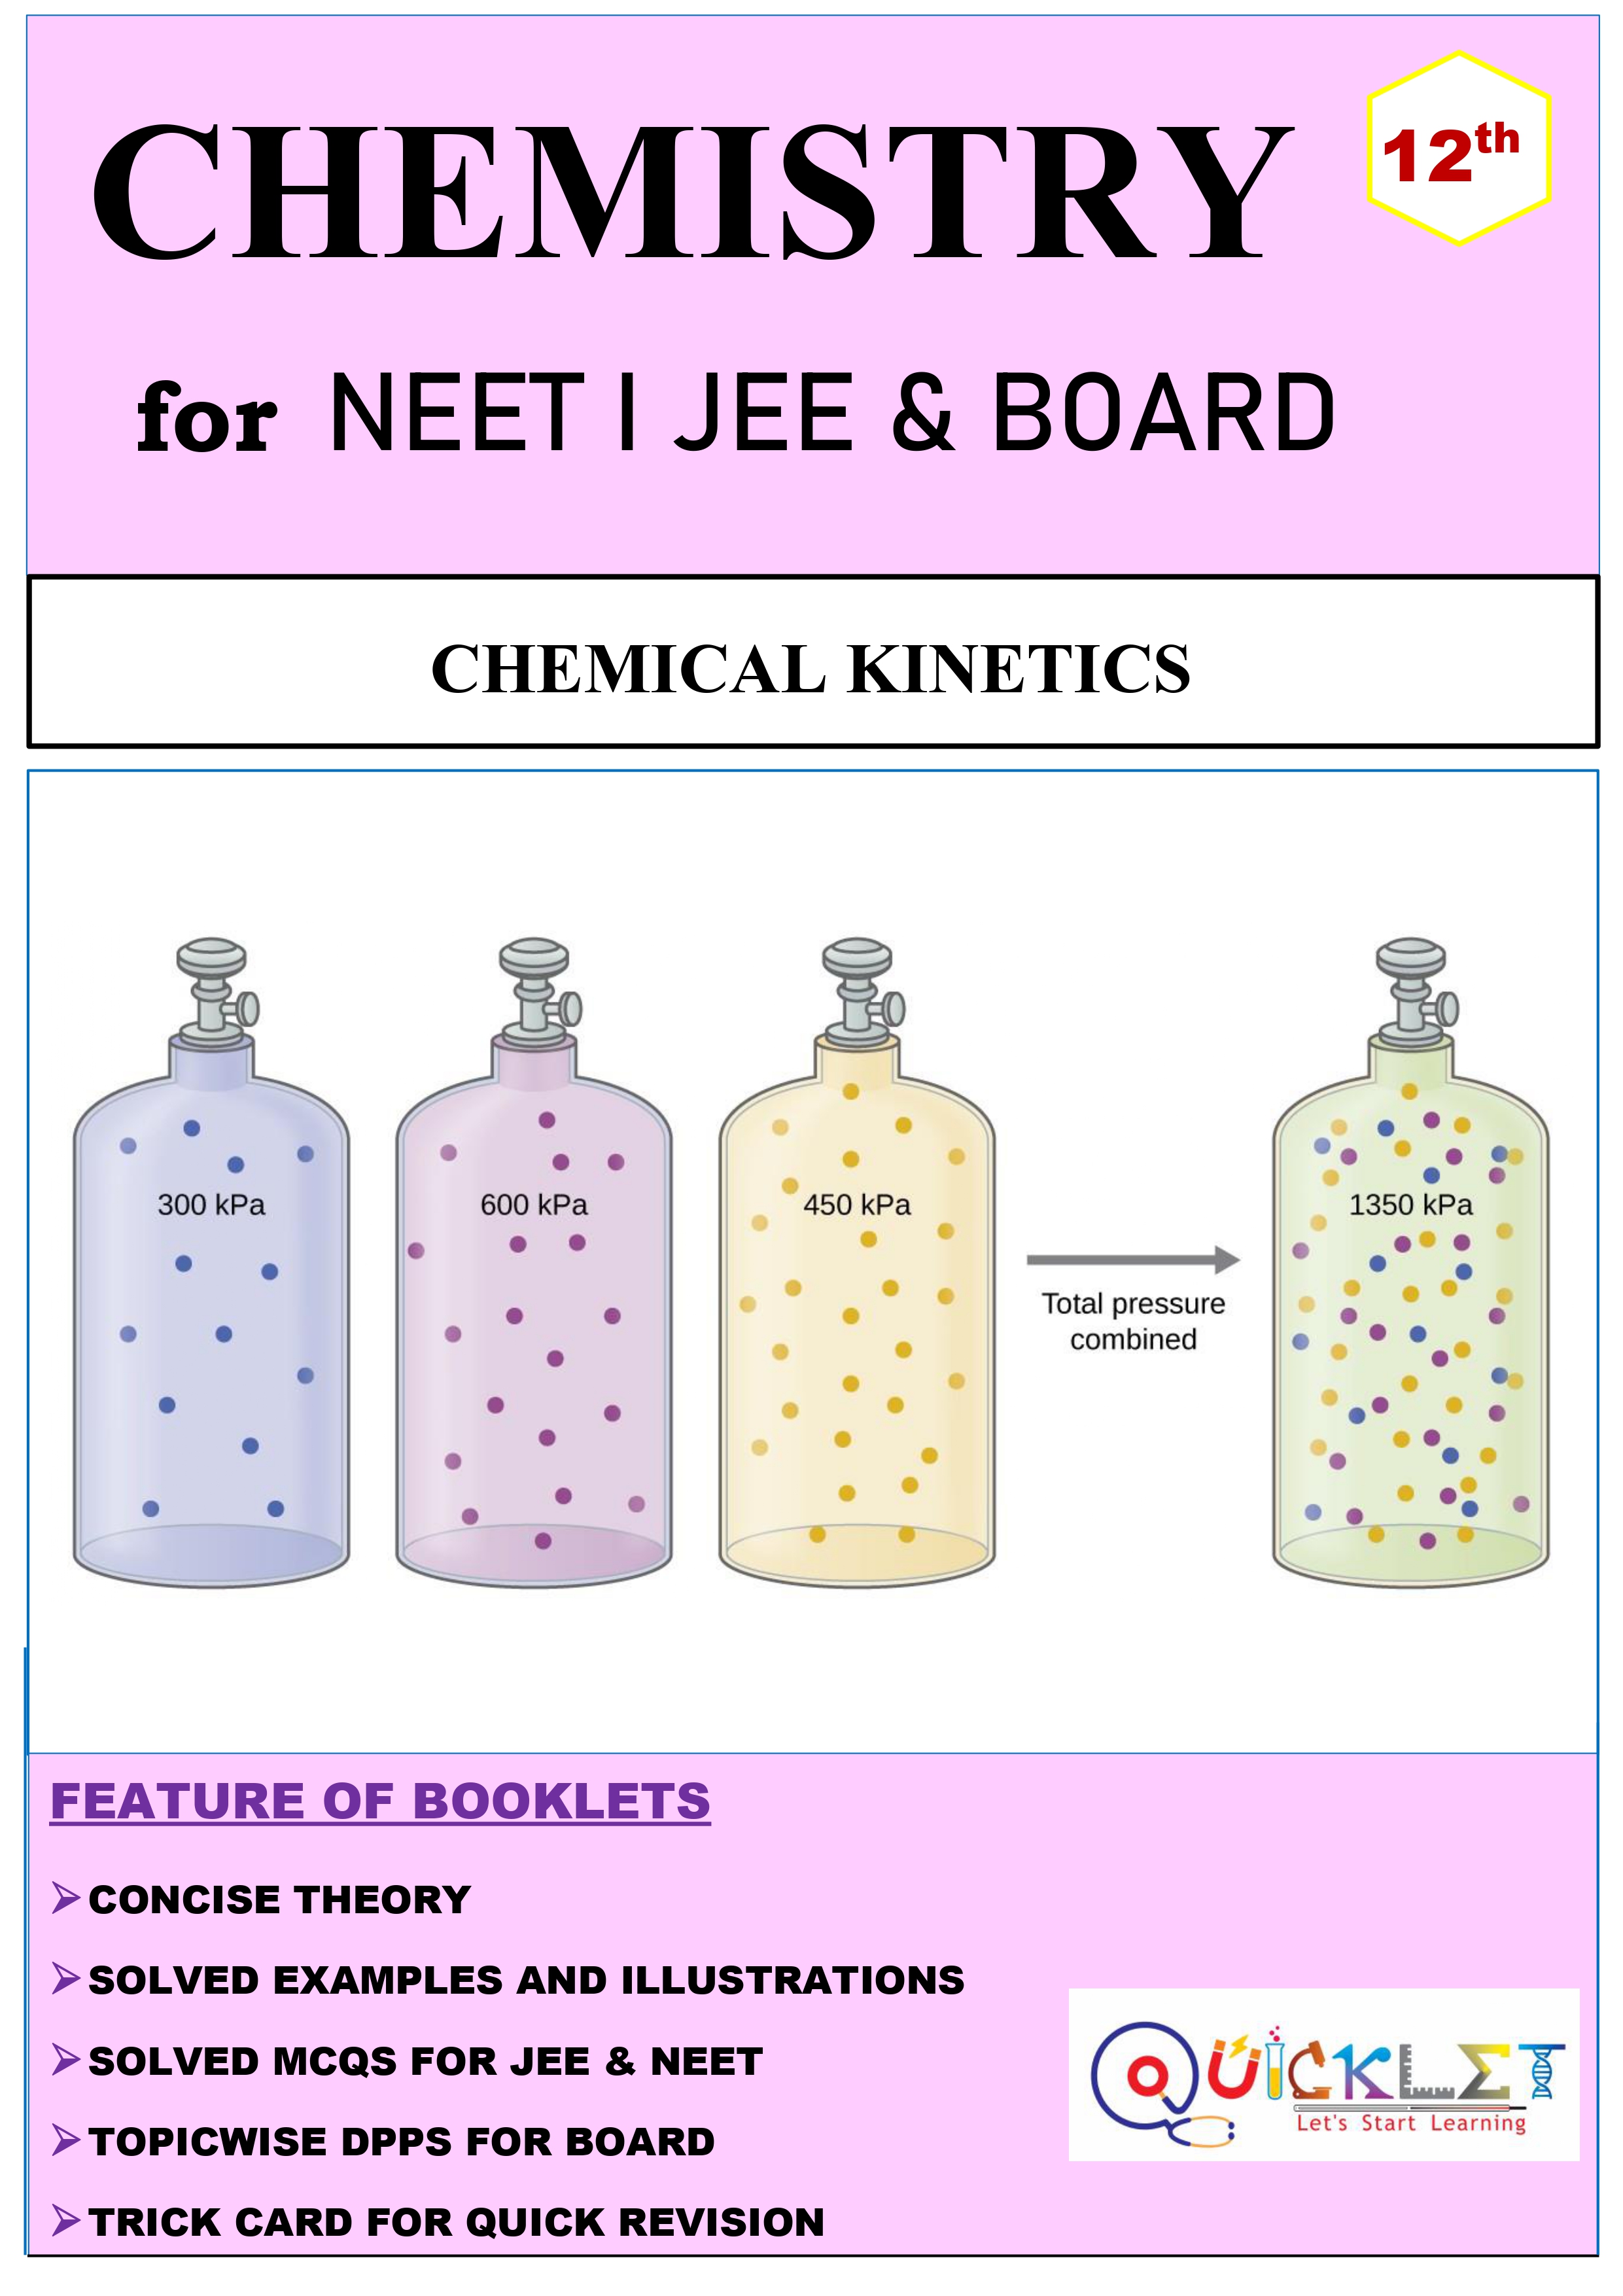 CHEMISTRY
12th
for NEET | JEE & BOARD
CHEMICAL KINETICS
300 kPa
600 kPa
450 kPa
Total pressure
combined
1350 kPa
FEATURE OF BOOKLETS
CONCISE THEORY
SOLVED EXAMPLES AND ILLUSTRATIONS
SOLVED MCQS FOR JEE & NEET
TOPICWISE DPPS FOR BOARD
TRICK CARD FOR QUICK REVISION
QUICKLET
Let's Start Learning